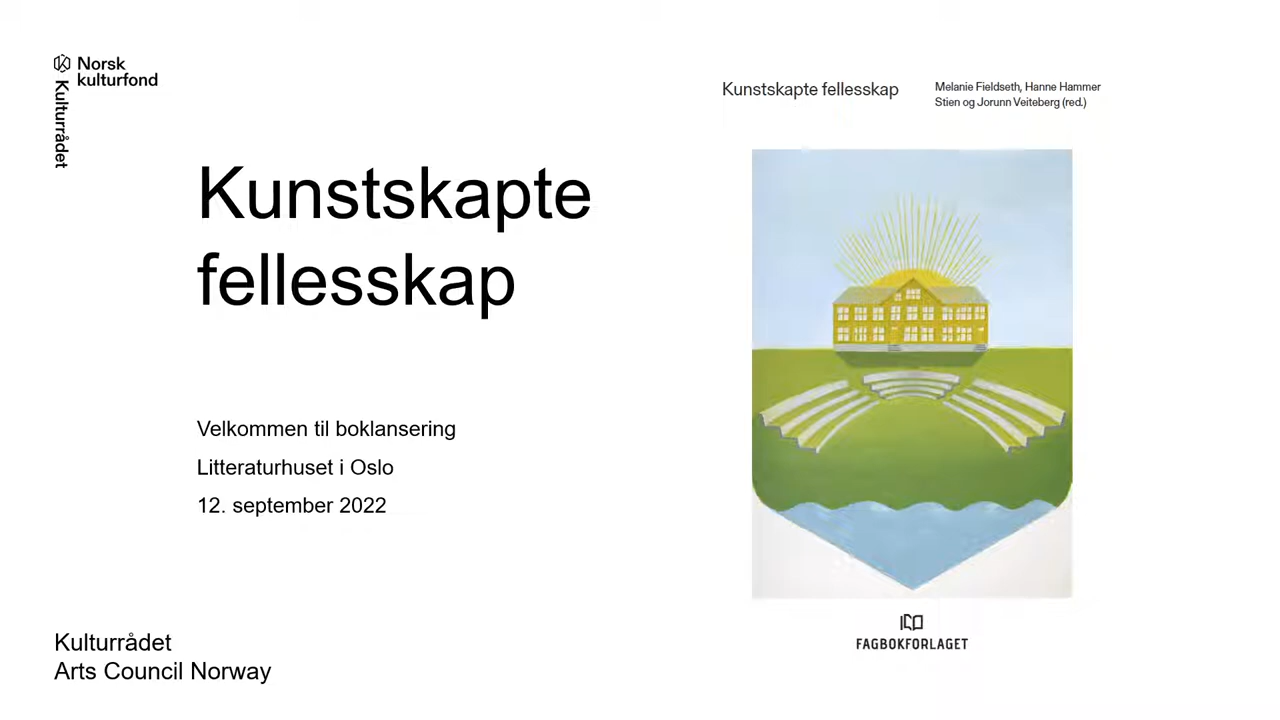 Norsk
kulturfond
Kulturrådet
Kunstskapte
fellesskap
Velkommen til boklansering
Litteraturhuset i Oslo
12. september 2022
Kulturrådet
Arts Council Norway
Kunstskapte fellesskap
Melanie Fieldseth, Hanne Hammer
Stien og Jorunn Veiteberg (red.)
FAGBOKFORLAGET